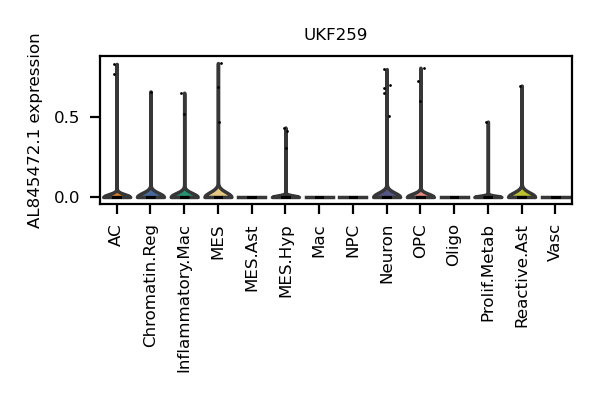 UKF259
AL845472.1 expression
0.5
0.0
AC
Chromatin.Reg
Inflammatory.Mac
MES
MES.Ast
MES.Hyp
Mac
NPC
Neuron
OPC
Oligo
Prolif.Metab
Reactive.Ast
Vasc